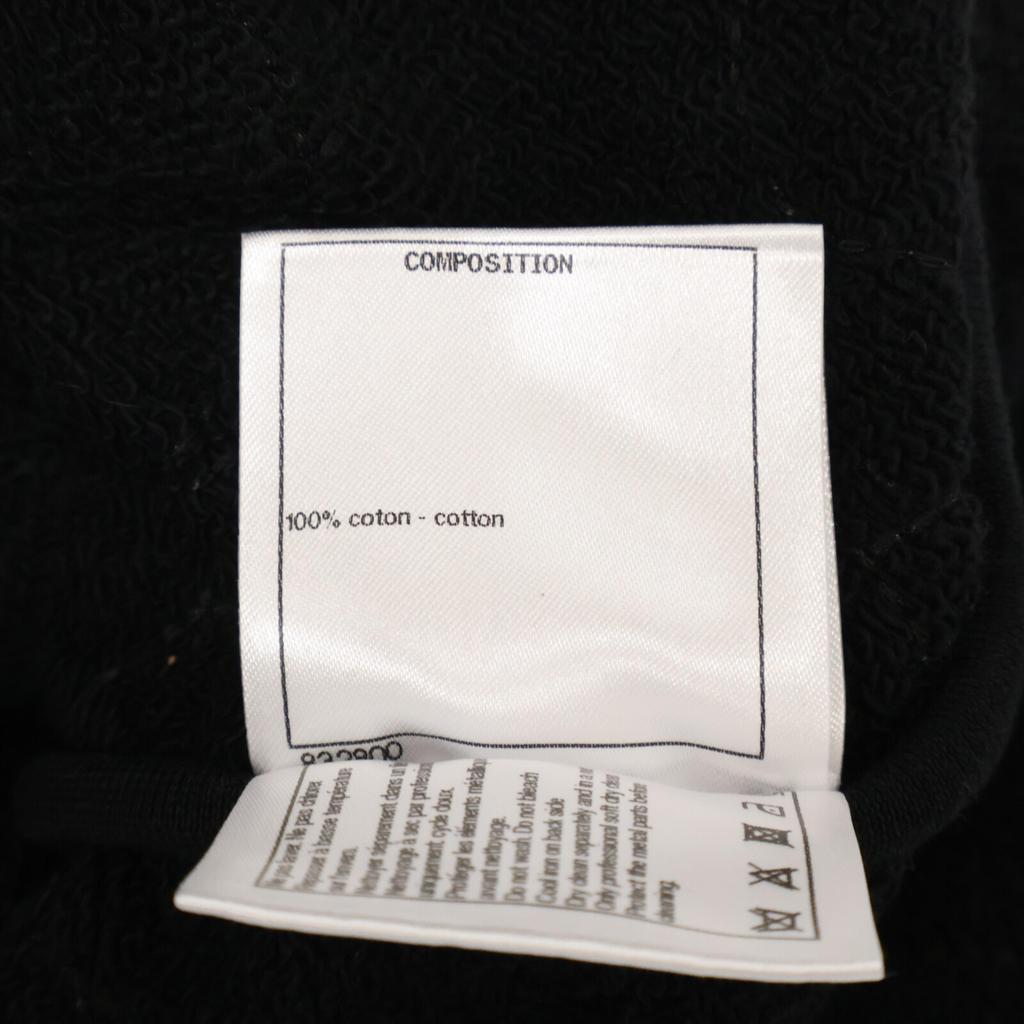 COMPOSITION
100% coton - cotton
Ne pas laver. Ne pas chlorer.
Repasser à basse température
sur l'envers.
Nettoyer séparément dans un
Nettoyage à sec par
uniquement, cycle doux.
Protéger les éléments
avant nettoyage.
Do not wash. Do not bleach
Cool iron on back side
Dry clean separately and in a
Only professional soft dry clean
Protect the metal parts before
cleaning.